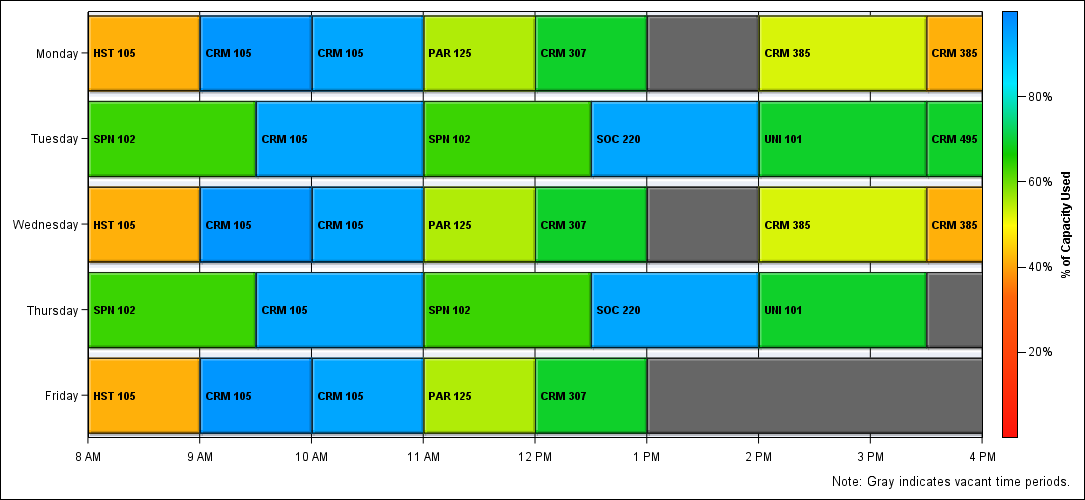 Monday HST 105 CRM 105 CRM 105 PAR 125 CRM 307 CRM 385 CRM 385
Tuesday SPN 102 CRM 105 SPN 102 SOC 220 UNI 101 CRM 495
Wednesday HST 105 CRM 105 CRM 105 PAR 125 CRM 307 CRM 385 CRM 385
Thursday SPN 102 CRM 105 SPN 102 SOC 220 UNI 101
Friday HST 105 CRM 105 CRM 105 PAR 125 CRM 307
8 AM 9 AM 10 AM 11 AM 12 PM 1 PM 2 PM 3 PM 4 PM
80%
60%
40%
20%
% of Capacity Used
Note: Gray indicates vacant time periods.